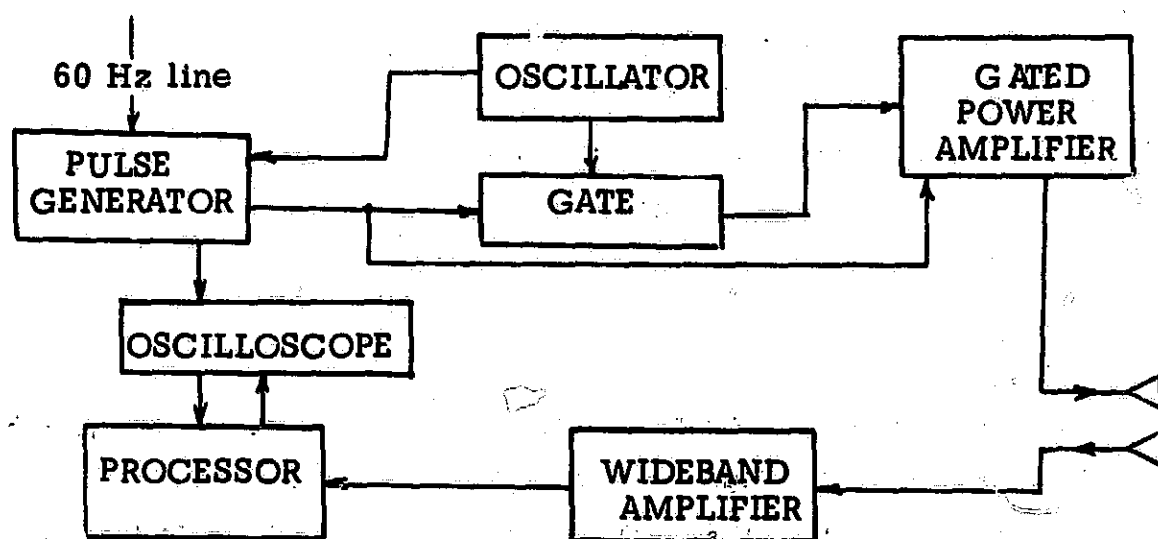 60 Hz line
OSCILLATOR
GATED
POWER
AMPLIFIER
PULSE
GENERATOR
GATE
OSCILLOSCOPE
PROCESSOR
WIDEBAND
AMPLIFIER